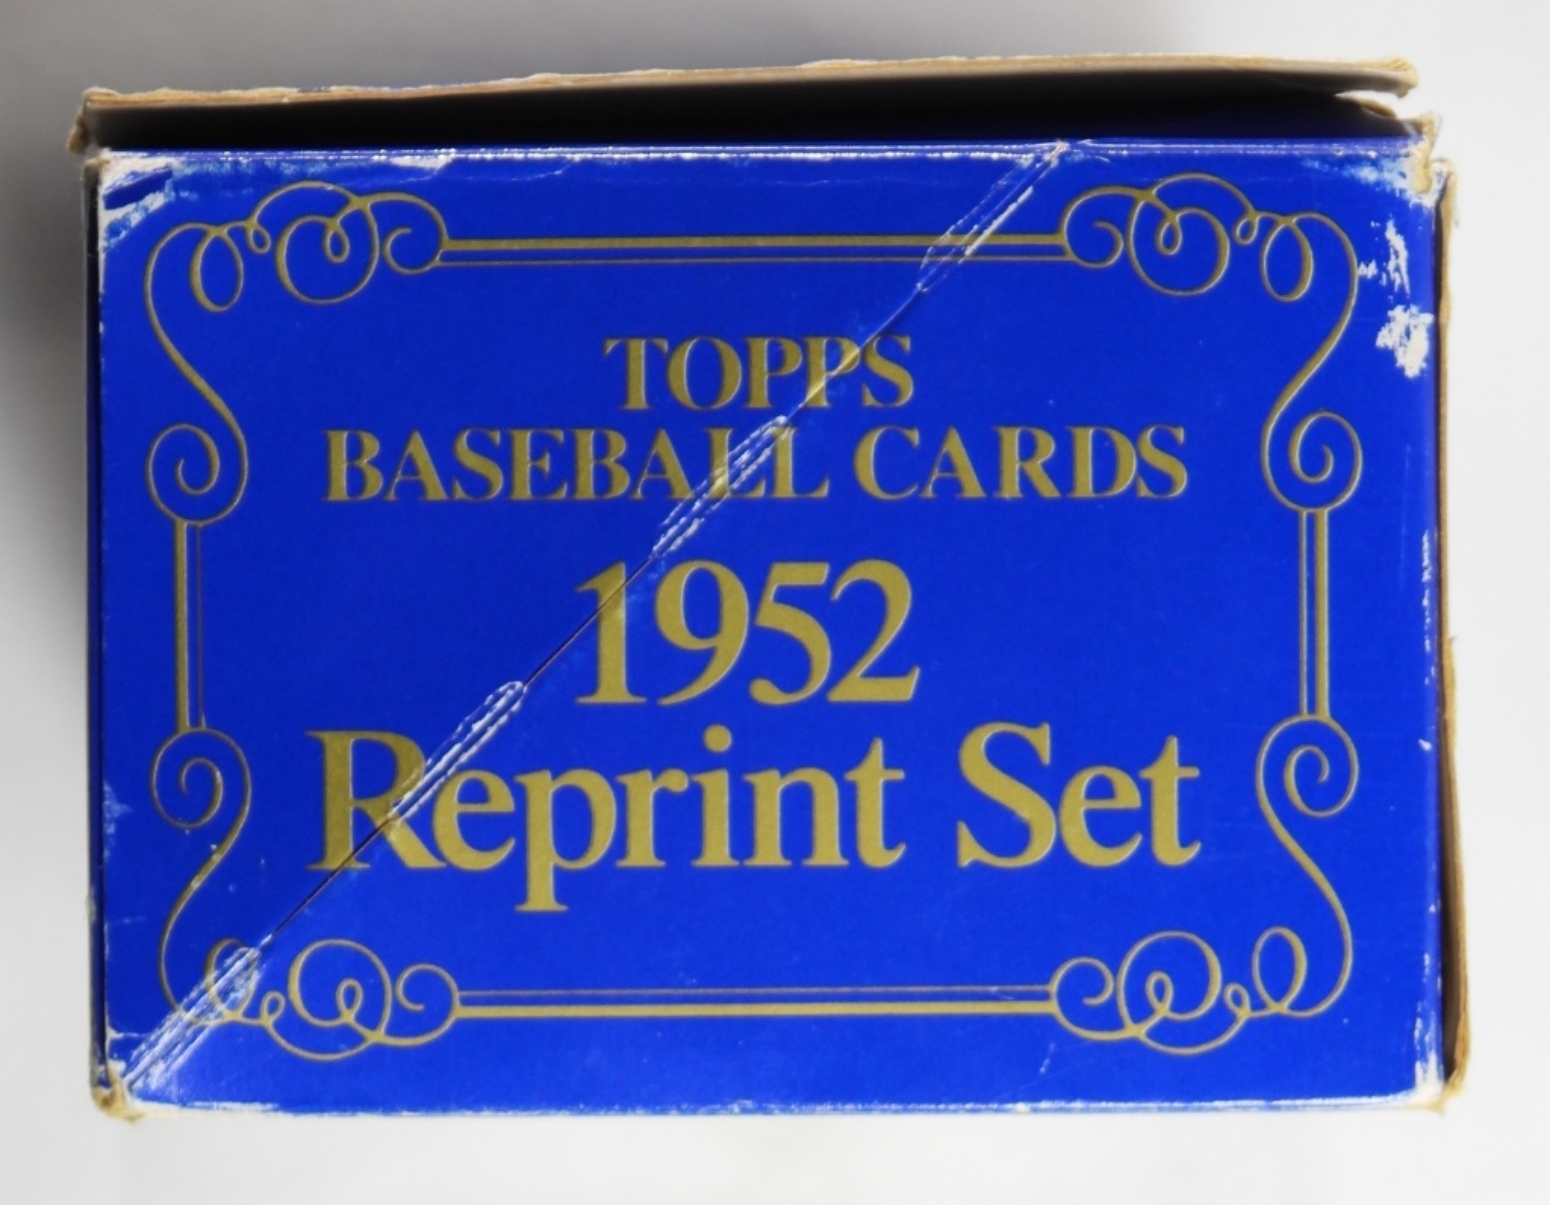 TOPPS
BASEBALL CARDS
1952
Reprint Set